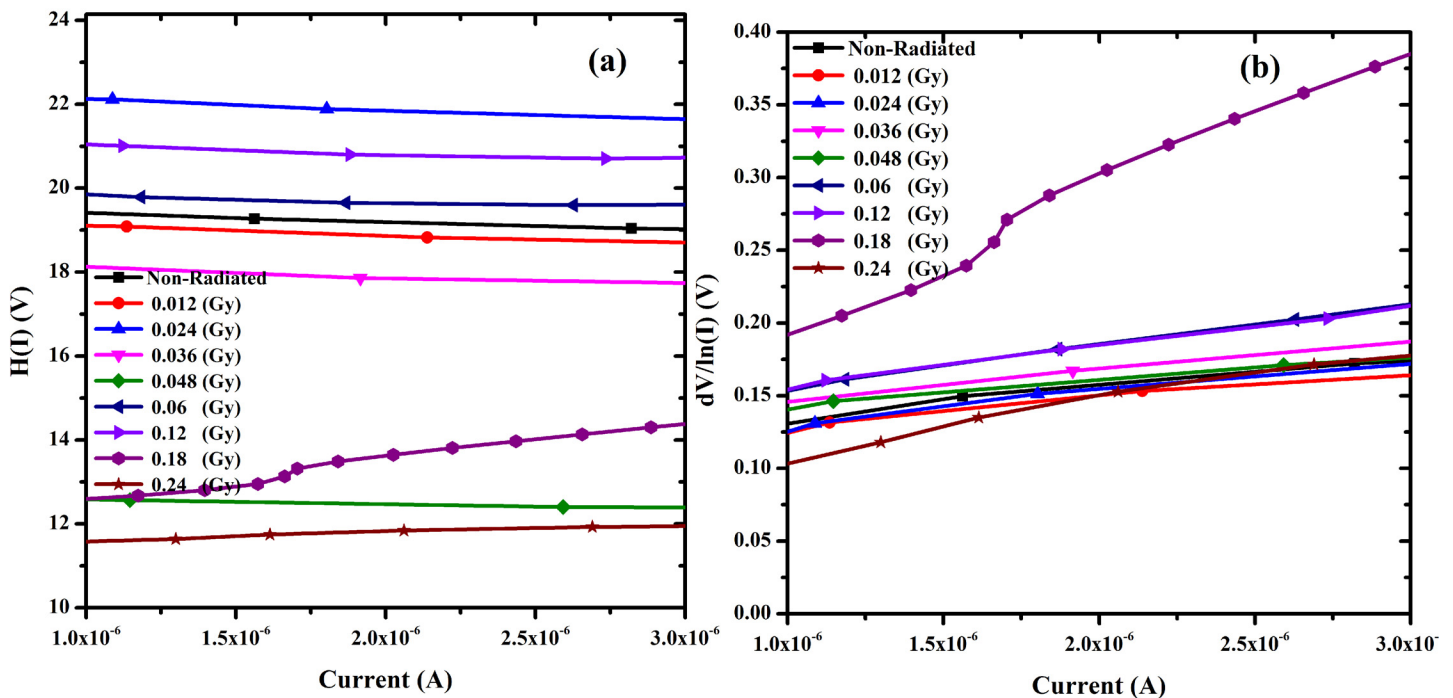 (a)
24
22
20
18
16
14
12
10
H(I) (V)
Non-Radiated
0.012 (Gy)
0.024 (Gy)
0.036 (Gy)
0.048 (Gy)
0.06 (Gy)
0.12 (Gy)
0.18 (Gy)
0.24 (Gy)
1.0x10⁻⁶
1.5x10⁻⁶
2.0x10⁻⁶
2.5x10⁻⁶
3.0x10⁻⁶
Current (A)
(b)
0.40
0.35
0.30
0.25
0.20
0.15
0.10
0.05
0.00
dV/ln(I) (V)
Non-Radiated
0.012 (Gy)
0.024 (Gy)
0.036 (Gy)
0.048 (Gy)
0.06 (Gy)
0.12 (Gy)
0.18 (Gy)
0.24 (Gy)
1.0x10⁻⁶
1.5x10⁻⁶
2.0x10⁻⁶
2.5x10⁻⁶
3.0x10⁻
Current (A)